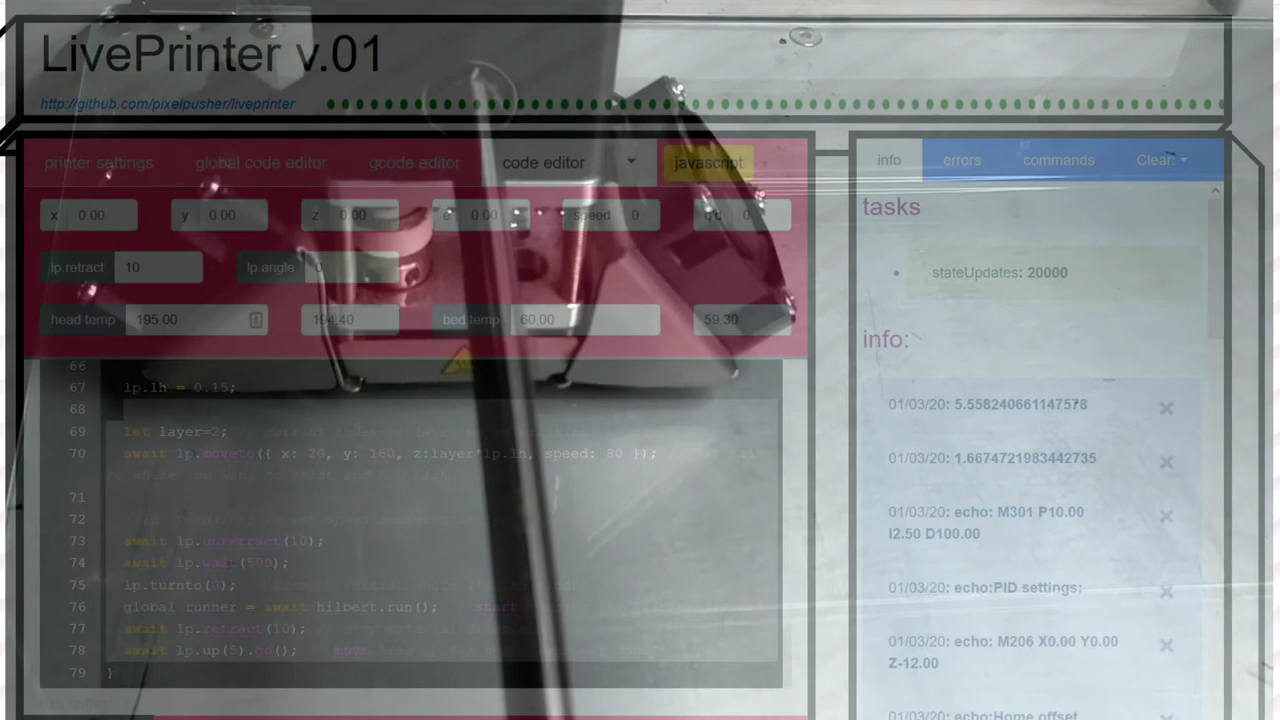 LivePrinter v.01
http://github.com/pixelpusher/liveprinter
printer settings global code editor gcode editor code editor javascript
x 0.00 y 0.00 z 0.00 e 0.00 speed 0 q'd 0
lp.retract 10 lp.angle 0
head temp 195.00 194.40 bed temp 60.00 59.30
66
67 lp.lh = 0.15;
68
69 let layer=2;
70 await lp.moveto({ x: 20, y: 160, z:layer*lp.lh, speed: 80 });
71
72
73 await lp.unretract(10);
74 await lp.wait(500);
75 lp.turnto(0);
76 global runner = await hilbert.run(); start
77 await lp.retract(10);
78 await lp.up(5).go(); move
79 }
info errors commands Clear:
tasks
• stateUpdates: 20000
info:
01/03/20: 5.558240661147578
01/03/20: 1.6674721983442735
01/03/20: echo: M301 P10.00
I2.50 D100.00
01/03/20: echo:PID settings:
01/03/20: echo: M206 X0.00 Y0.00
Z-12.00
01/03/20: echo:Home offset